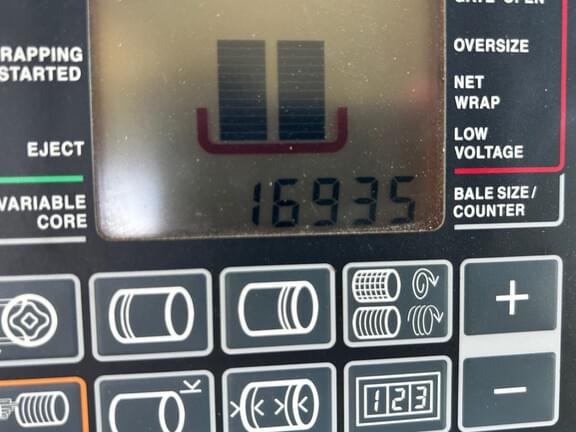 RAPPING
STARTED
EJECT
VARIABLE
CORE
OVERSIZE
NET
WRAP
LOW
VOLTAGE
BALE SIZE /
COUNTER
16935
+
−
123